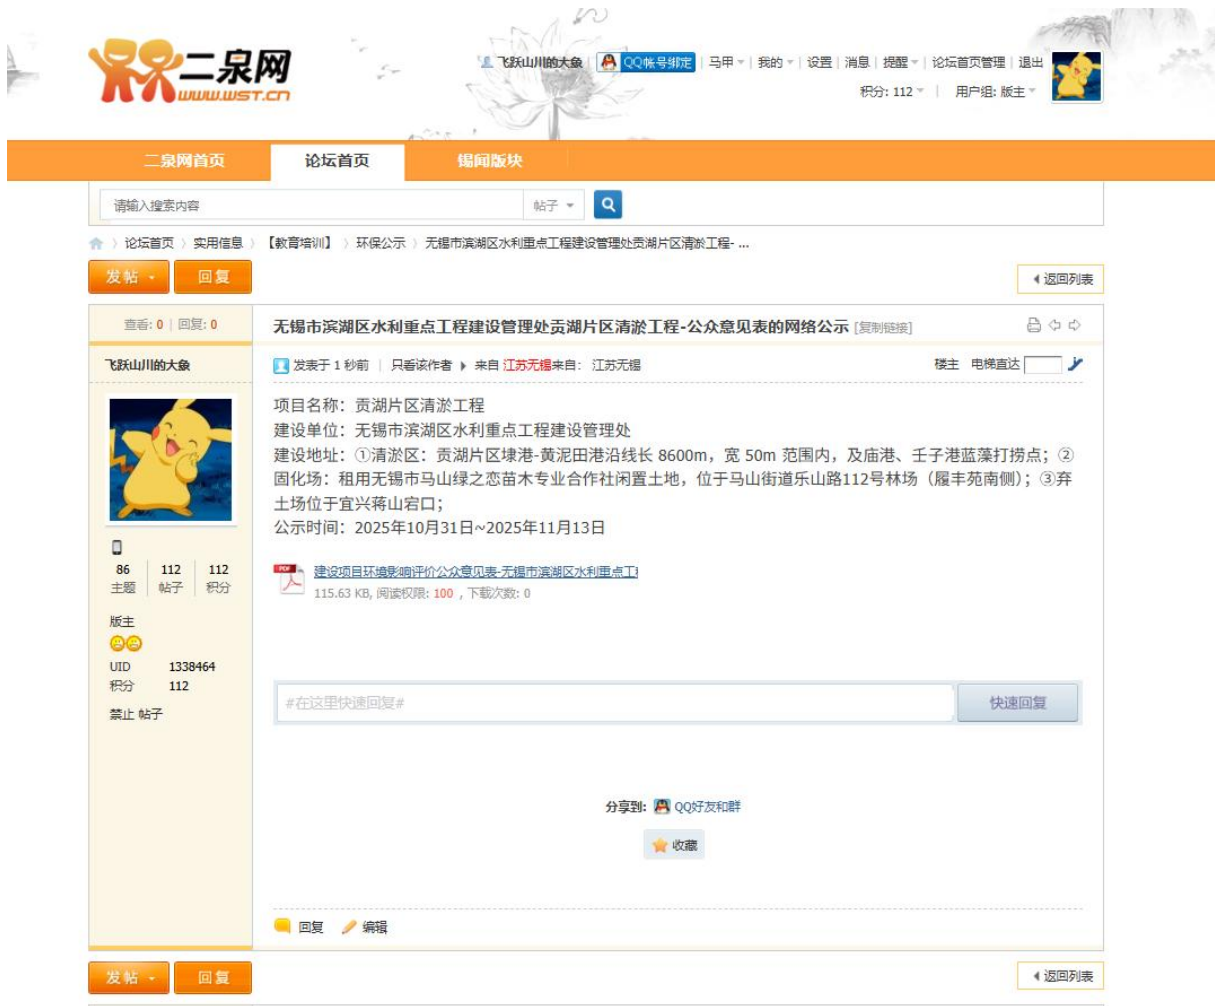 二泉网
www.wst.cn
飞跃山川的大象 QQ帐号绑定 马甲 我的 设置 消息 提醒 论坛首页管理 退出
积分: 112 用户组: 版主
二泉网首页 论坛首页 锡闻版块
请输入搜索内容 帖子
论坛首页 实用信息 【教育培训】 环保公示 无锡市滨湖区水利重点工程建设管理处贡湖片区清淤工程- ...
发帖 回复 返回列表
查看: 0 回复: 0 无锡市滨湖区水利重点工程建设管理处贡湖片区清淤工程-公众意见表的网络公示 [复制链接]
飞跃山川的大象 发表于 1 秒前 只看该作者 来自 江苏无锡来自: 江苏无锡 楼主 电梯直达
项目名称：贡湖片区清淤工程
建设单位：无锡市滨湖区水利重点工程建设管理处
建设地址：①清淤区：贡湖片区埭港-黄泥田港沿线长 8600m，宽 50m 范围内，及庙港、壬子港蓝藻打捞点；②
固化场：租用无锡市马山绿之恋苗木专业合作社闲置土地，位于马山街道乐山路112号林场（履丰苑南侧）；③弃
土场位于宜兴蒋山宕口；
公示时间：2025年10月31日~2025年11月13日
建设项目环境影响评价公众意见表-无锡市滨湖区水利重点工
115.63 KB, 阅读权限: 100 , 下载次数: 0
86 112 112
主题 帖子 积分
版主
UID 1338464
积分 112
禁止 帖子
#在这里快速回复# 快速回复
分享到: QQ好友和群
收藏
回复 编辑
发帖 回复 返回列表